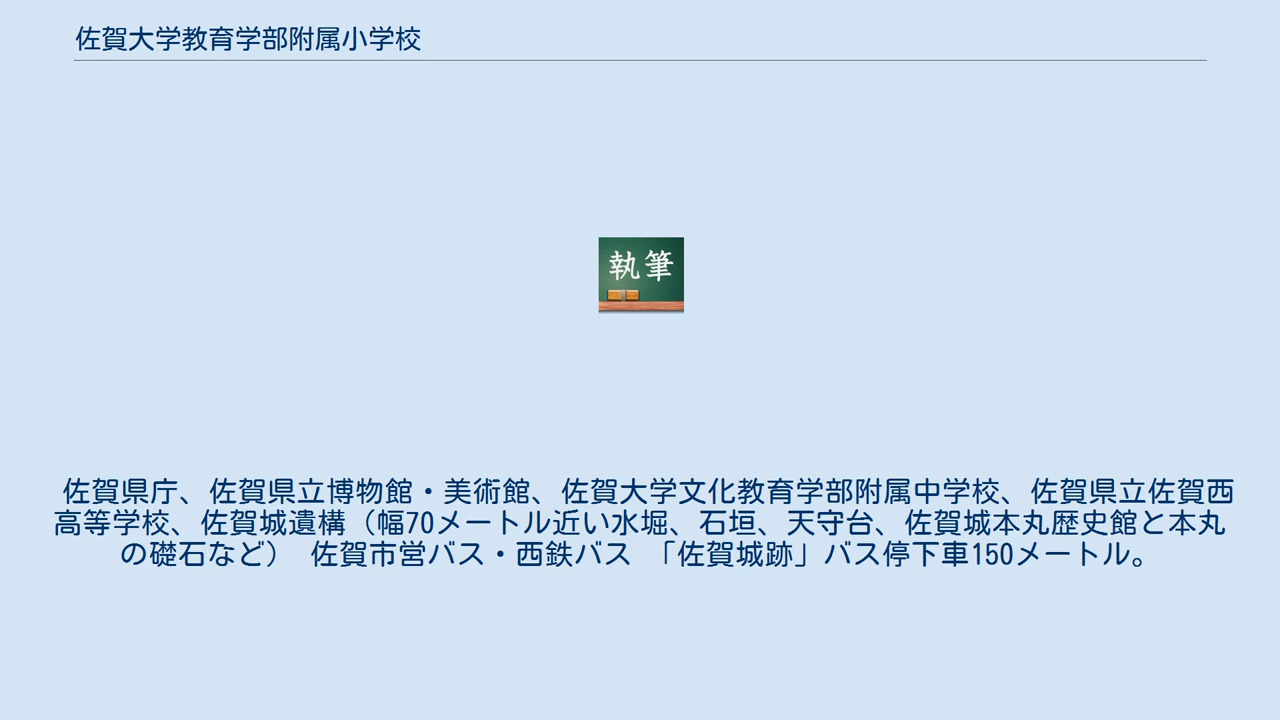 佐賀大学教育学部附属小学校
執筆
佐賀県庁、佐賀県立博物館・美術館、佐賀大学文化教育学部附属中学校、佐賀県立佐賀西
高等学校、佐賀城遺構（幅70メートル近い水堀、石垣、天守台、佐賀城本丸歴史館と本丸
の礎石など） 佐賀市営バス・西鉄バス 「佐賀城跡」バス停下車150メートル。